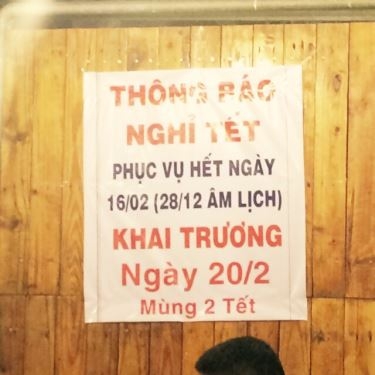 THÔNG BÁO
NGHỈ TẾT
PHỤC VỤ HẾT NGÀY
16/02 (28/12 ÂM LỊCH)
KHAI TRƯƠNG
Ngày 20/2
Mùng 2 Tết